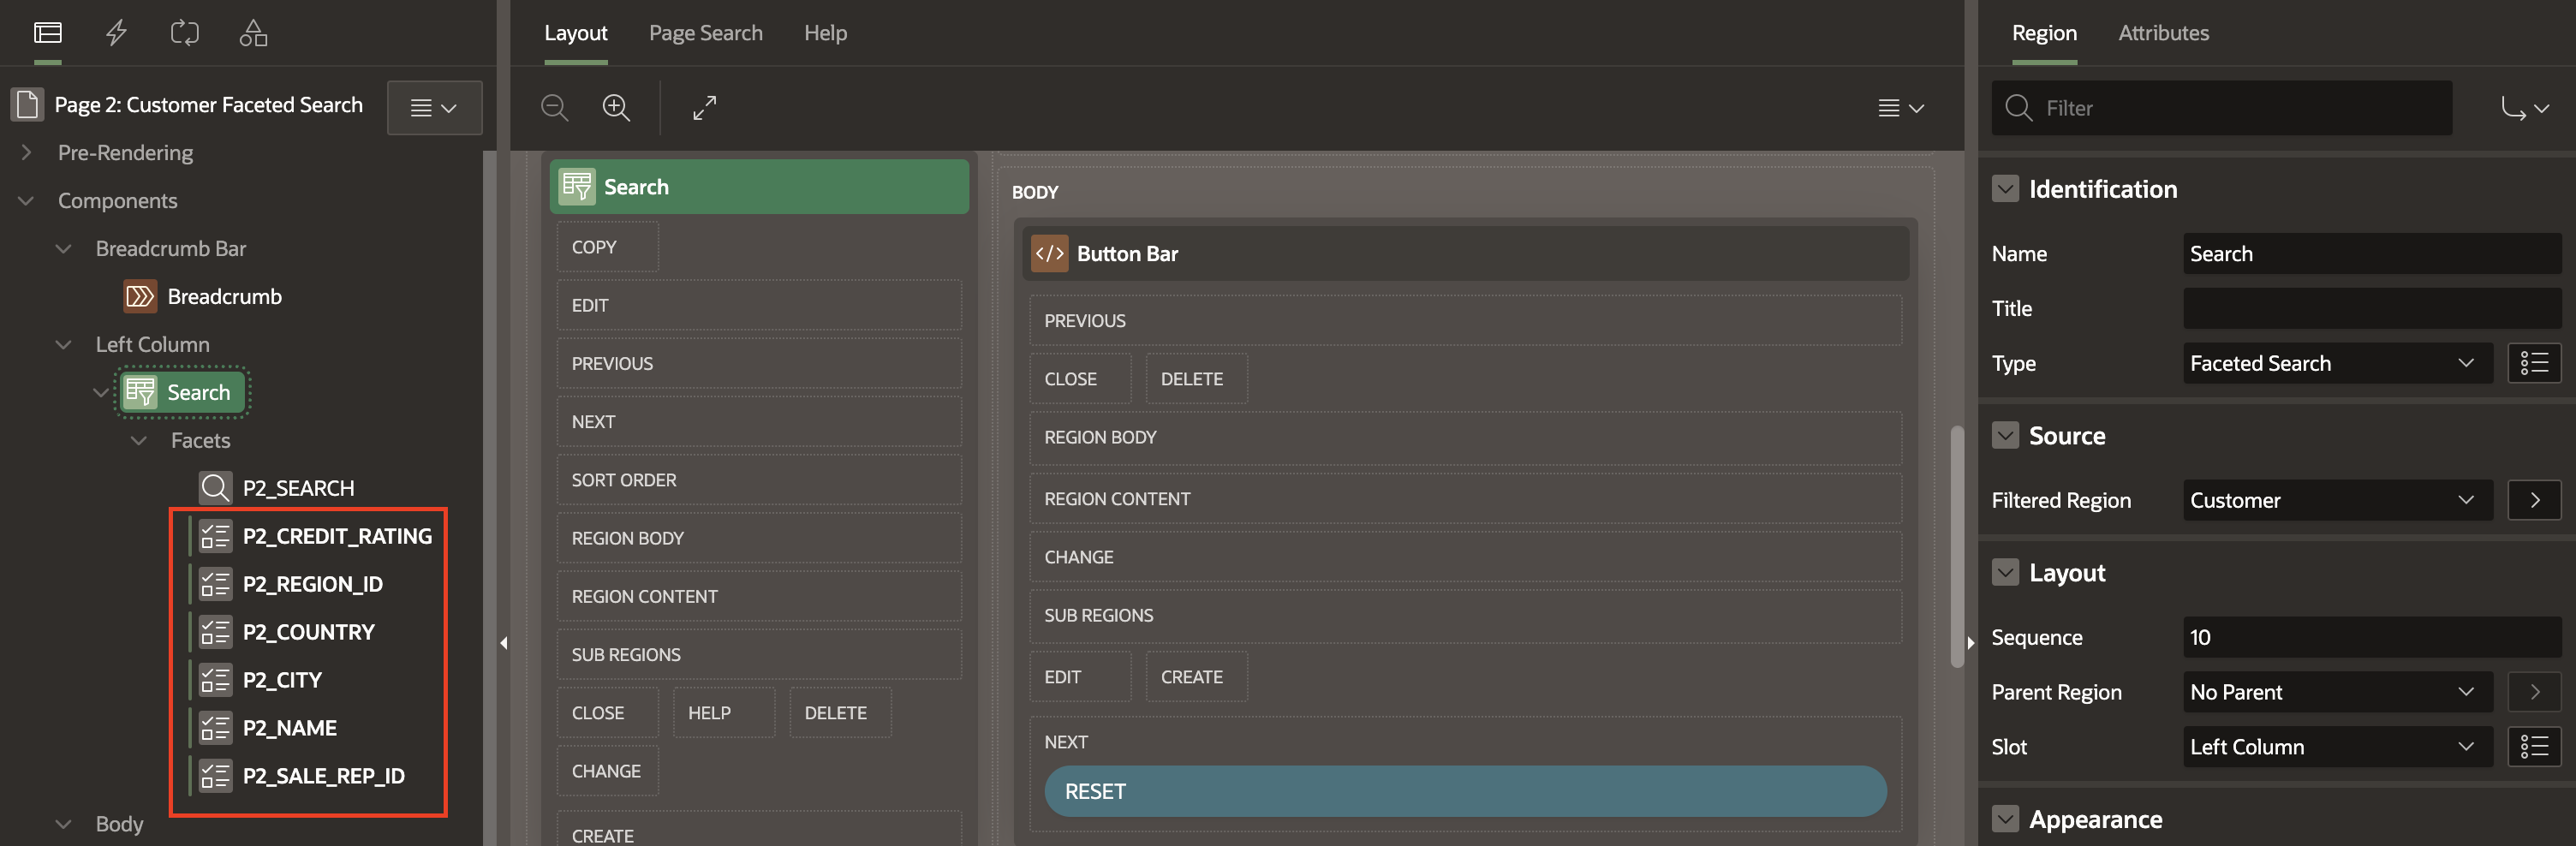 Page 2: Customer Faceted Search
Pre-Rendering
Components
Breadcrumb Bar
Breadcrumb
Left Column
Search
Facets
P2_SEARCH
P2_CREDIT_RATING
P2_REGION_ID
P2_COUNTRY
P2_CITY
P2_NAME
P2_SALE_REP_ID
Body
Layout Page Search Help
Search
COPY
EDIT
PREVIOUS
NEXT
SORT ORDER
REGION BODY
REGION CONTENT
SUB REGIONS
CLOSE HELP DELETE
CHANGE
CREATE
BODY
</> Button Bar
PREVIOUS
CLOSE DELETE
REGION BODY
REGION CONTENT
CHANGE
SUB REGIONS
EDIT CREATE
NEXT
RESET
Region Attributes
Filter
Identification
Name Search
Title
Type Faceted Search
Source
Filtered Region Customer
Layout
Sequence 10
Parent Region No Parent
Slot Left Column
Appearance